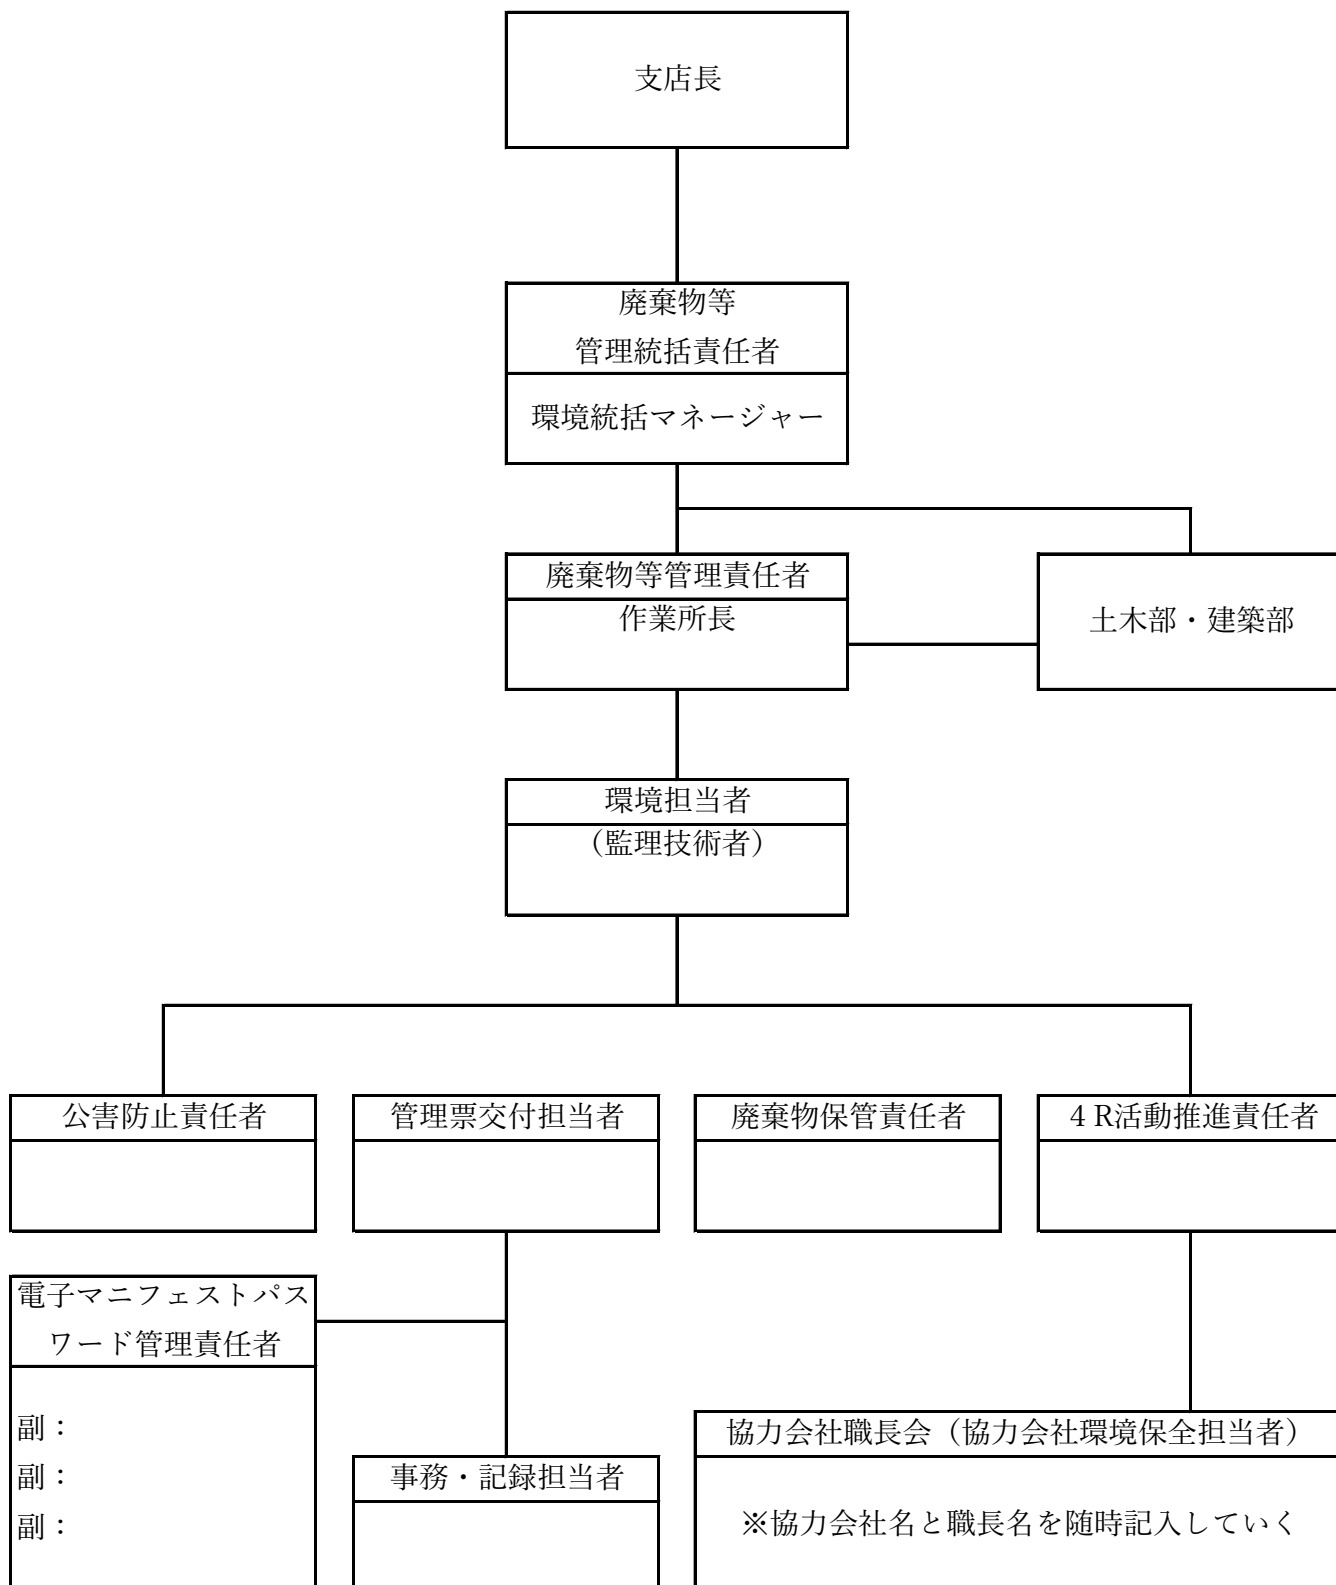 支店長
廃棄物等
管理統括責任者
環境統括マネージャー
廃棄物等管理責任者
作業所長
土木部・建築部
環境担当者
（監理技術者）
公害防止責任者
管理票交付担当者
廃棄物保管責任者
４R活動推進責任者
電子マニフェストパス
ワード管理責任者
副：
副：
副：
事務・記録担当者
協力会社職長会（協力会社環境保全担当者）
※協力会社名と職長名を随時記入していく